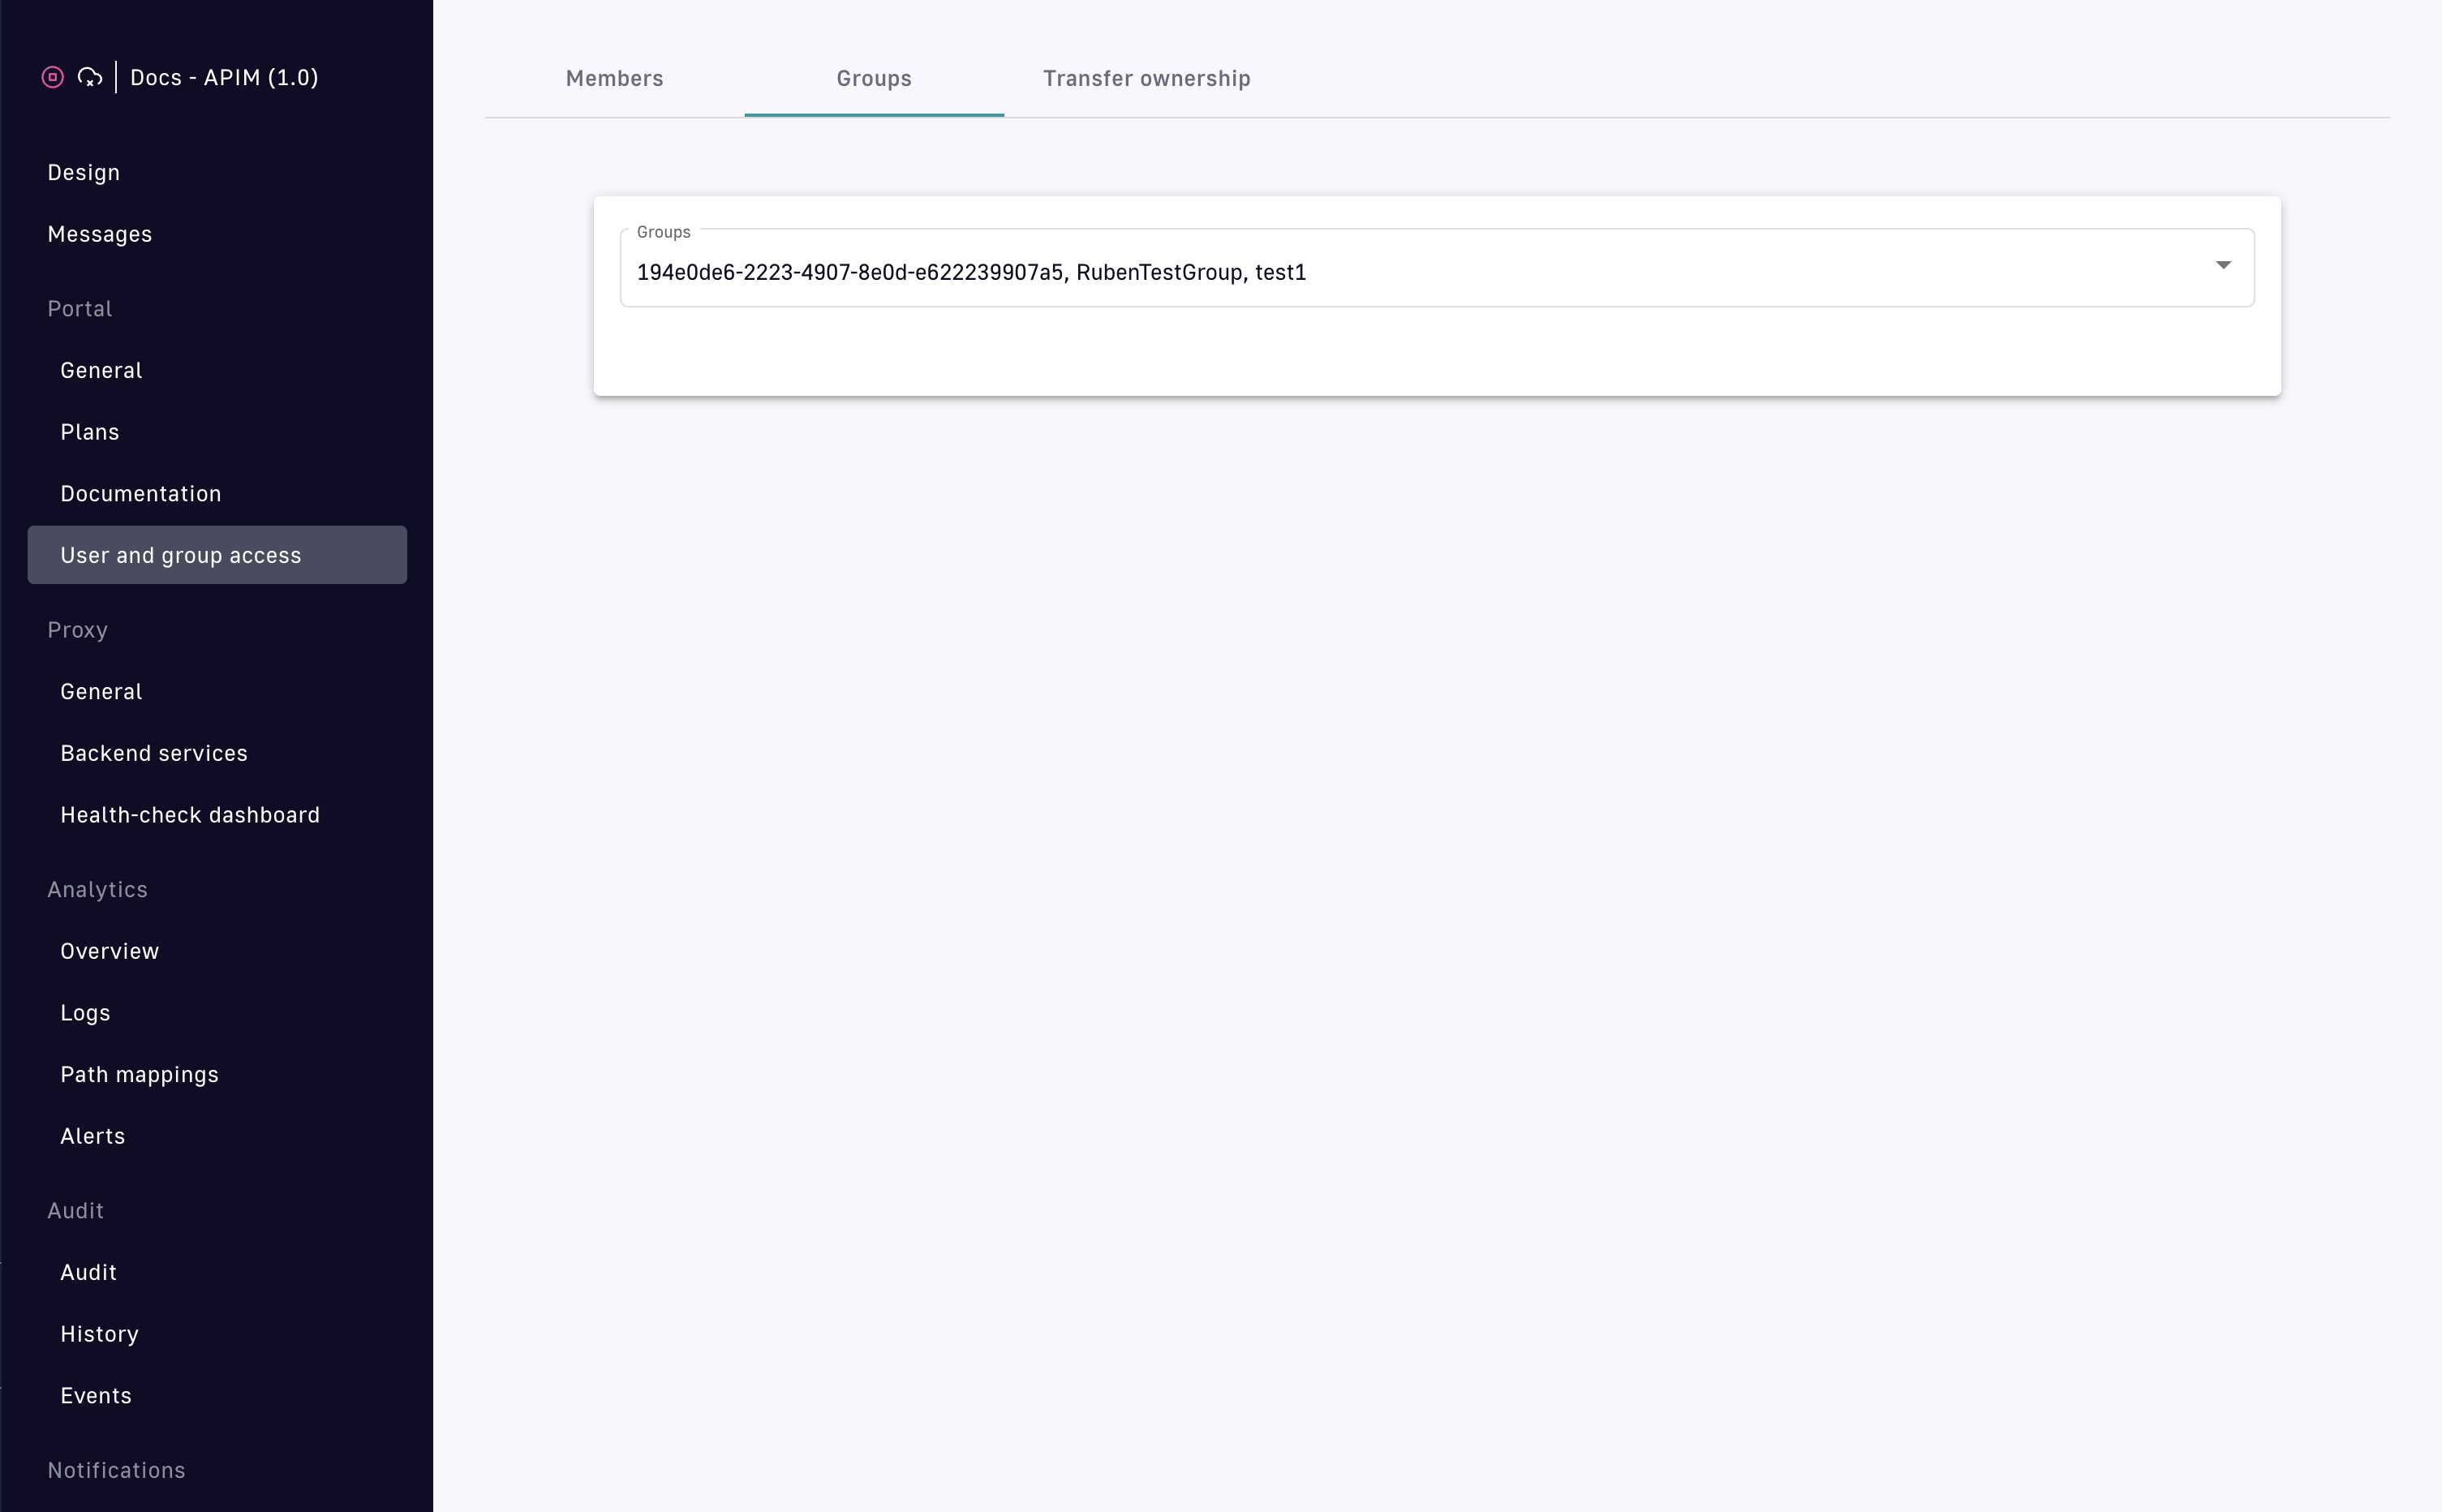 Docs - APIM (1.0)
Design
Messages
Portal
General
Plans
Documentation
User and group access
Proxy
General
Backend services
Health-check dashboard
Analytics
Overview
Logs
Path mappings
Alerts
Audit
Audit
History
Events
Notifications
Members Groups Transfer ownership
Groups
194e0de6-2223-4907-8e0d-e622239907a5, RubenTestGroup, test1